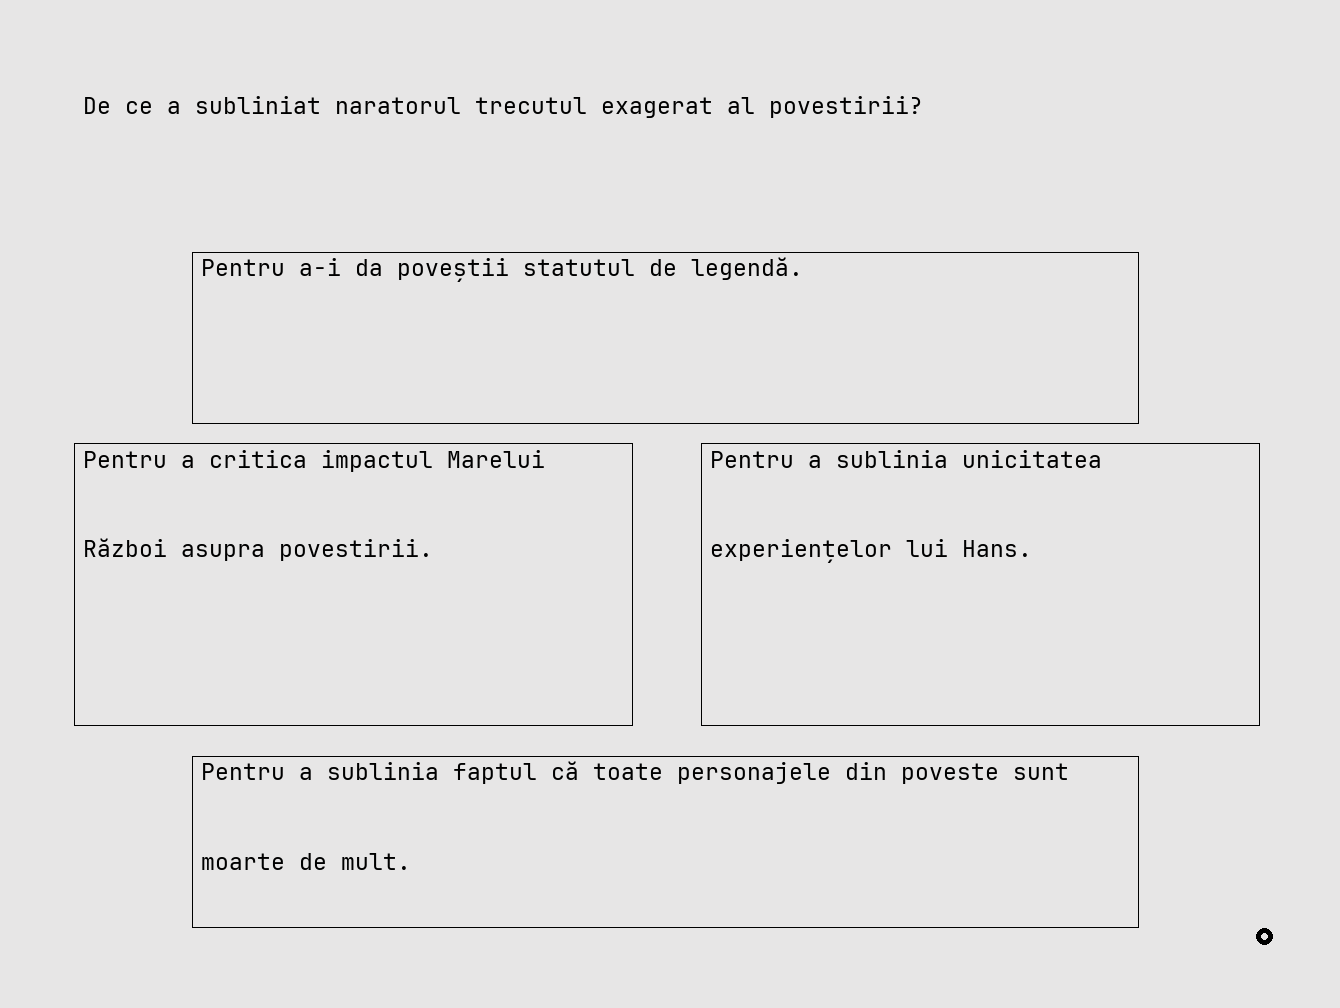 De ce a subliniat naratorul trecutul exagerat al povestirii?
Pentru a-i da poveștii statutul de legendă.
Pentru a critica impactul Marelui
Război asupra povestirii.
Pentru a sublinia unicitatea
experiențelor lui Hans.
Pentru a sublinia faptul că toate personajele din poveste sunt
moarte de mult.